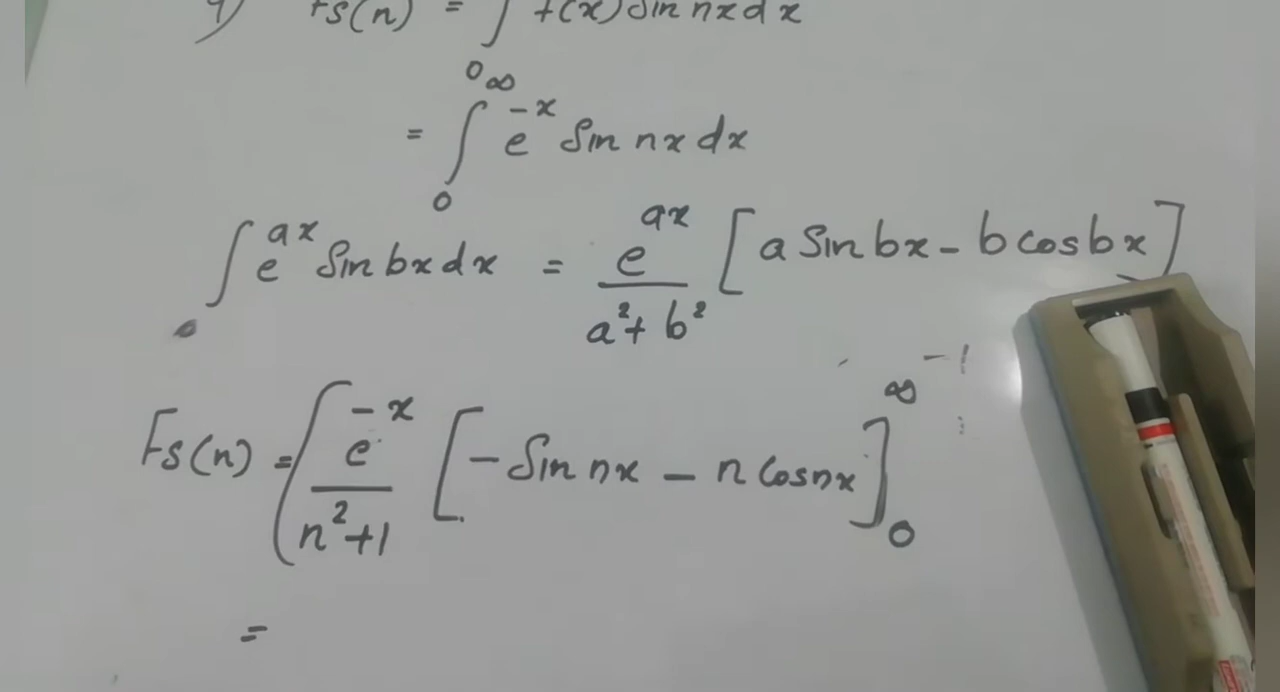 Fs(n) = ∫ f(x) Sin nx dx
= ∫₀^∞ e^{-x} Sin nx dx
∫ e^{ax} Sin bx dx = e^{ax}/(a²+b²) [a Sin bx - b cos bx]
Fs(n) = (e^{-x}/(n²+1) [- Sin nx - n Cos nx]₀^∞
=